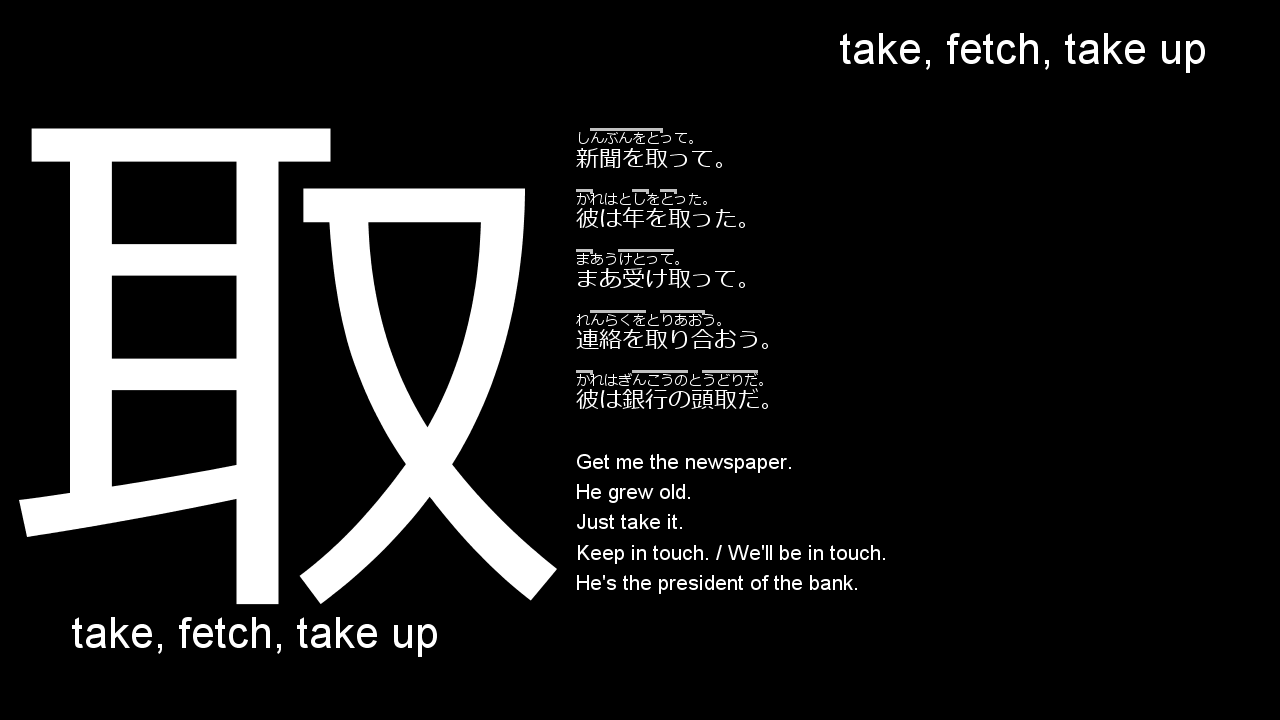 take, fetch, take up
取
しんぶんをとって。
新聞を取って。
かれはとしをとった。
彼は年を取った。
まあうけとって。
まあ受け取って。
れんらくをとりあおう。
連絡を取り合おう。
かれはぎんこうのとうどりだ。
彼は銀行の頭取だ。
Get me the newspaper.
He grew old.
Just take it.
Keep in touch. / We'll be in touch.
He's the president of the bank.
take, fetch, take up